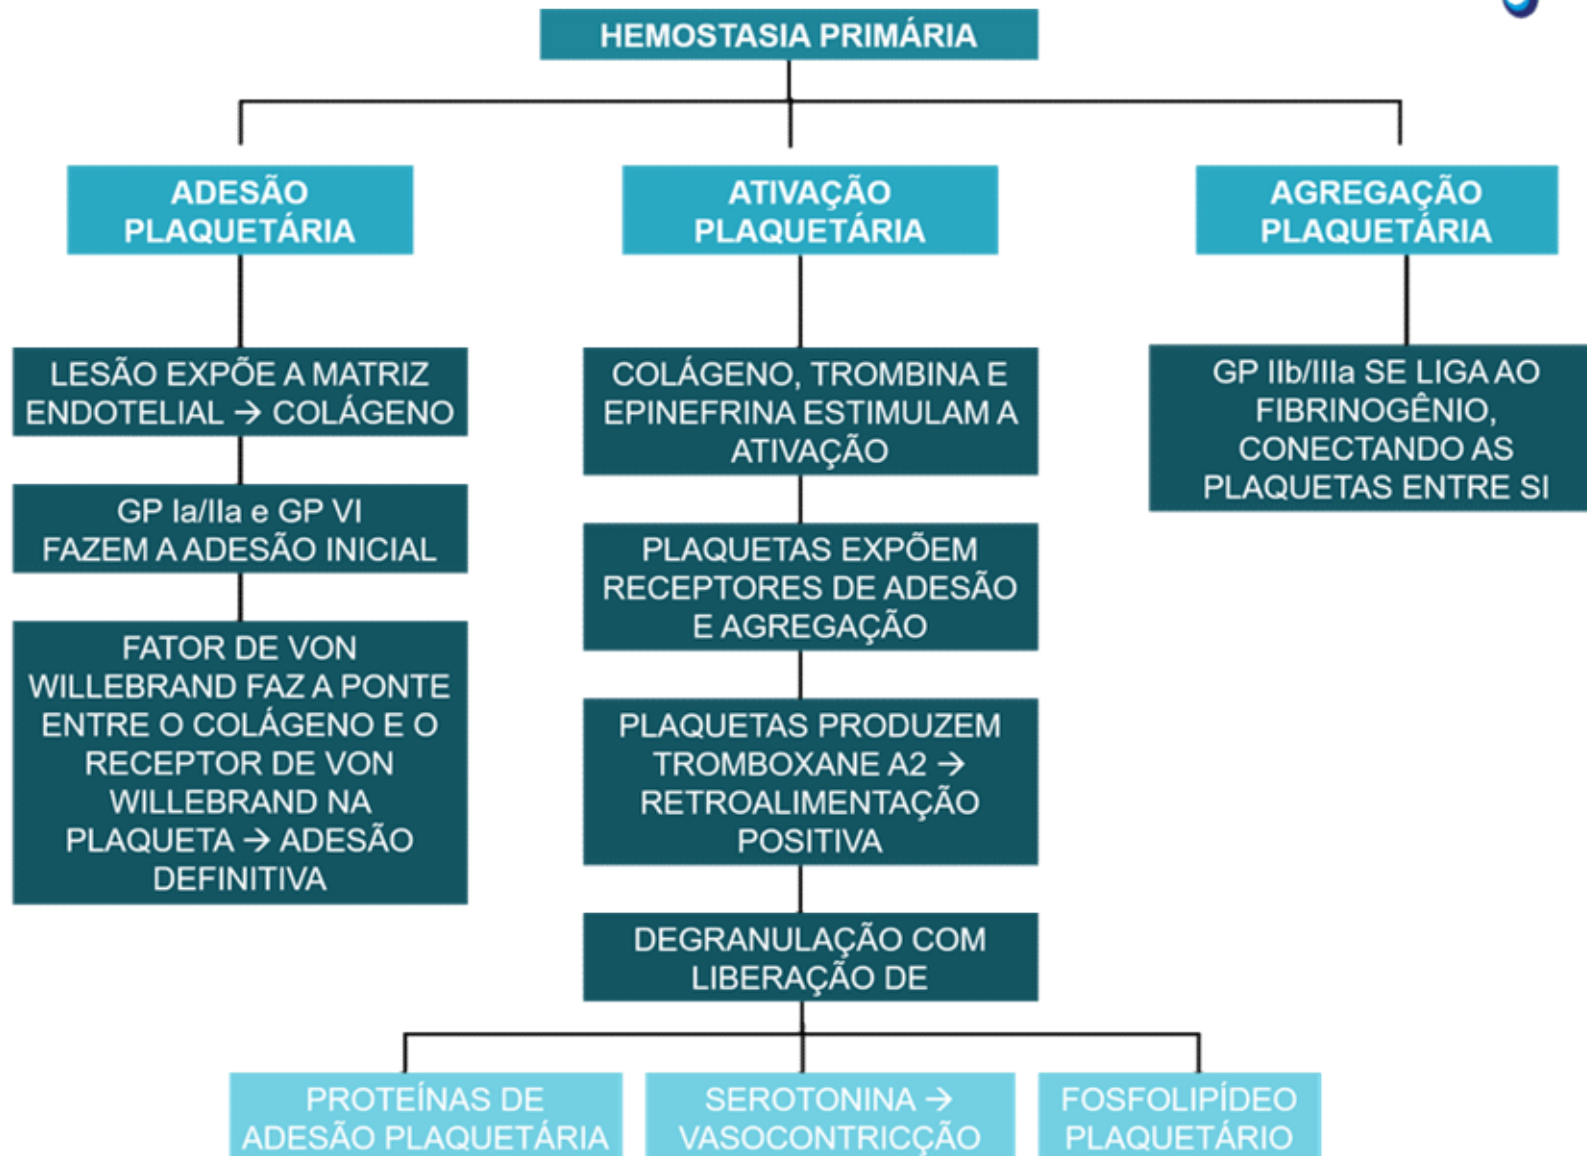 HEMOSTASIA PRIMÁRIA
ADESÃO
PLAQUETÁRIA
LESÃO EXPÕE A MATRIZ
ENDOTELIAL → COLÁGENO
GP Ia/IIa e GP VI
FAZEM A ADESÃO INICIAL
FATOR DE VON
WILLEBRAND FAZ A PONTE
ENTRE O COLÁGENO E O
RECEPTOR DE VON
WILLEBRAND NA
PLAQUETA → ADESÃO
DEFINITIVA
ATIVAÇÃO
PLAQUETÁRIA
COLÁGENO, TROMBINA E
EPINEFRINA ESTIMULAM A
ATIVAÇÃO
PLAQUETAS EXPÕEM
RECEPTORES DE ADESÃO
E AGREGAÇÃO
PLAQUETAS PRODUZEM
TROMBOXANE A2 →
RETROALIMENTAÇÃO
POSITIVA
DEGRANULAÇÃO COM
LIBERAÇÃO DE
PROTEÍNAS DE
ADESÃO PLAQUETÁRIA
SEROTONINA →
VASOCONTRICÇÃO
FOSFOLIPÍDEO
PLAQUETÁRIO
AGREGAÇÃO
PLAQUETÁRIA
GP IIb/IIIa SE LIGA AO
FIBRINOGÊNIO,
CONECTANDO AS
PLAQUETAS ENTRE SI